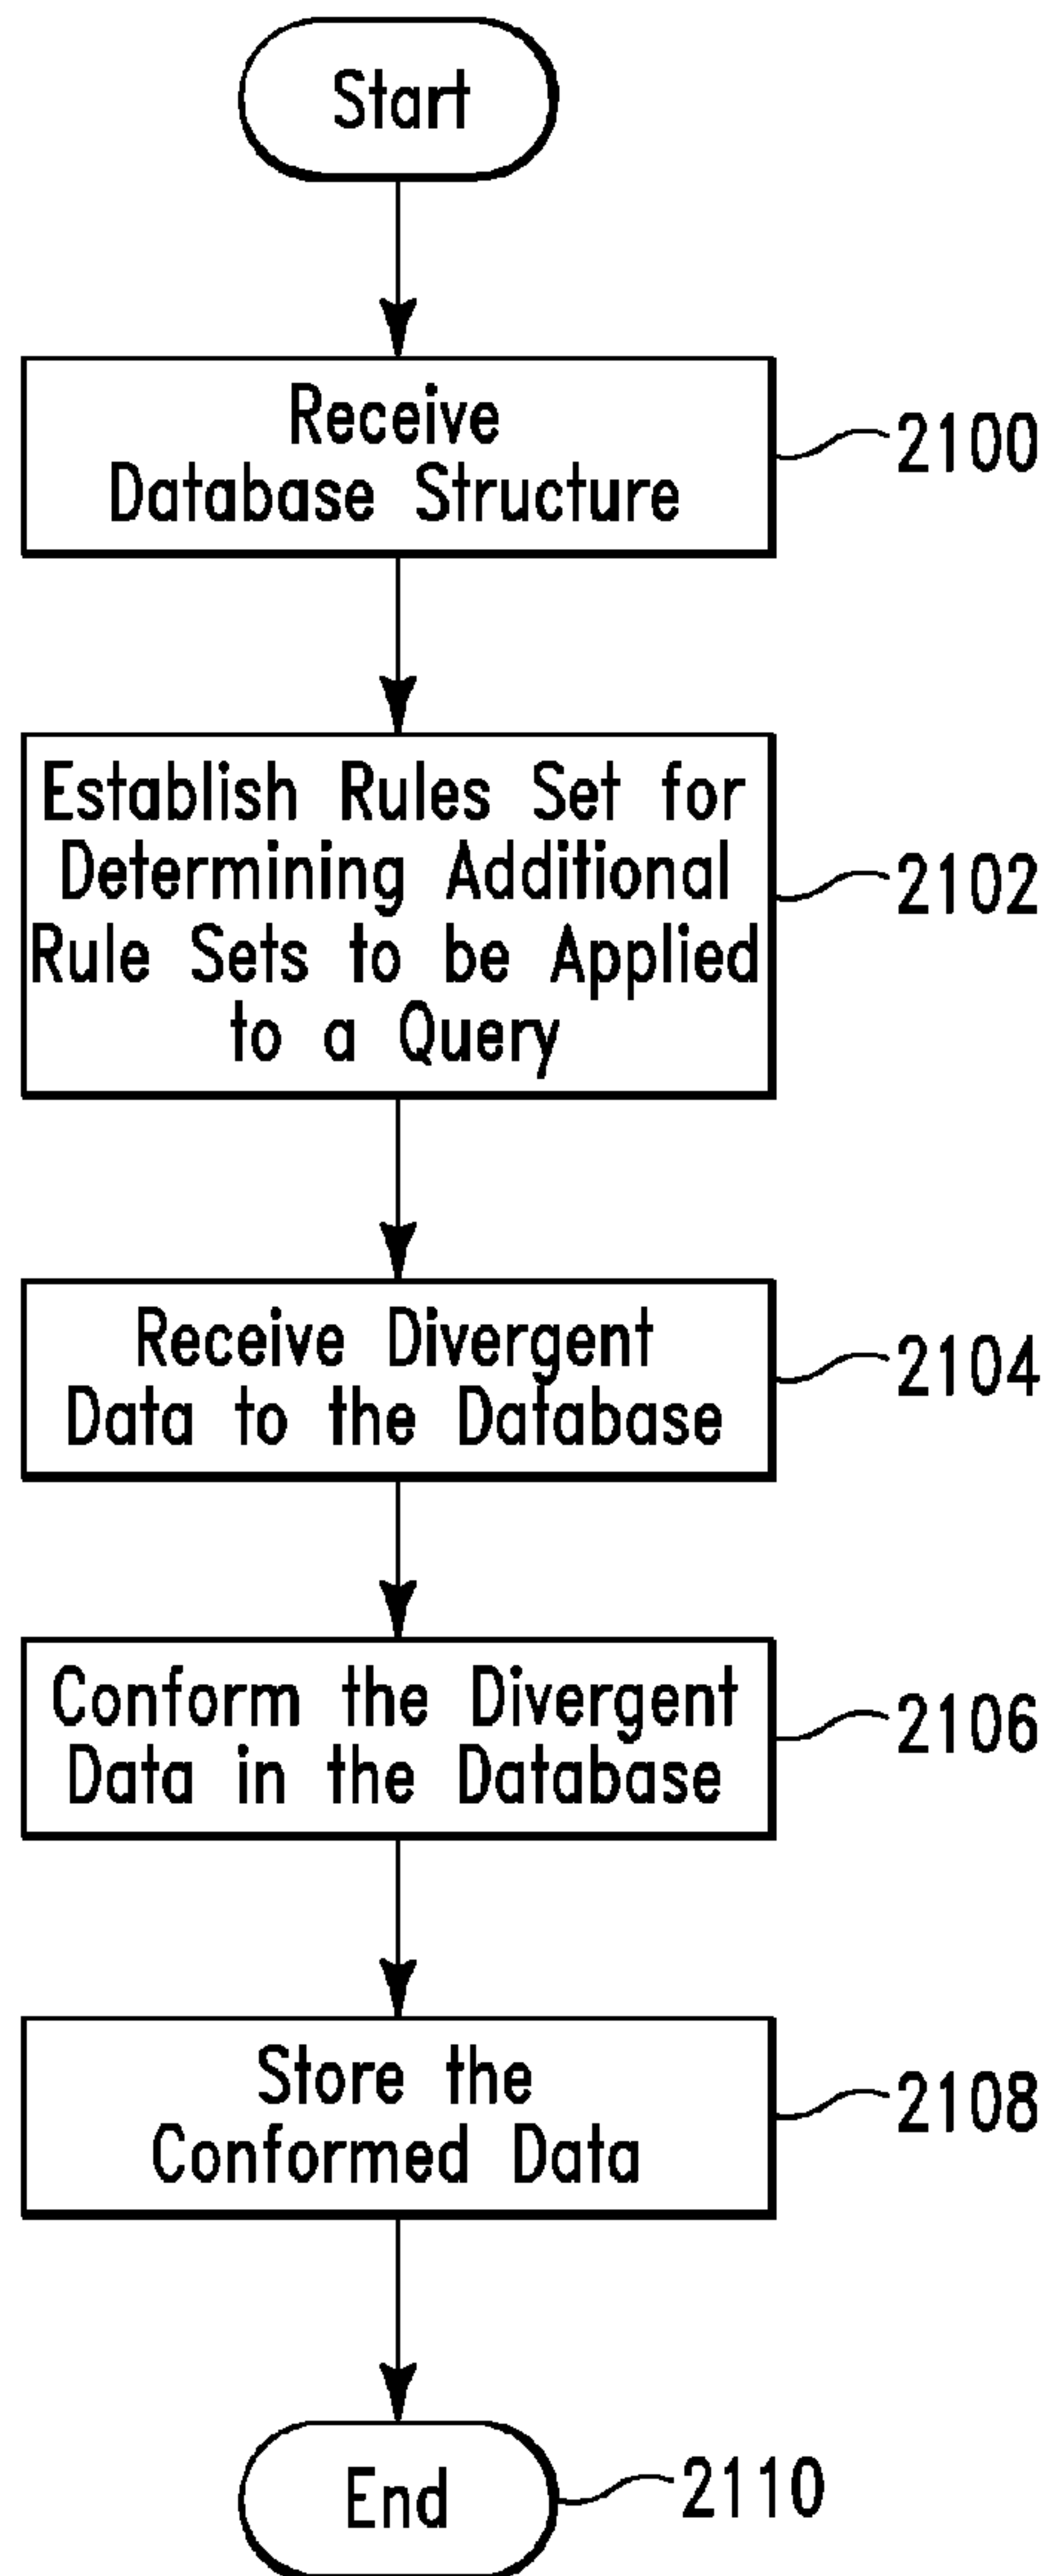 Start
Receive
Database Structure
2100
Establish Rules Set for
Determining Additional
Rule Sets to be Applied
to a Query
2102
Receive Divergent
Data to the Database
2104
Conform the Divergent
Data in the Database
2106
Store the
Conformed Data
2108
End
2110